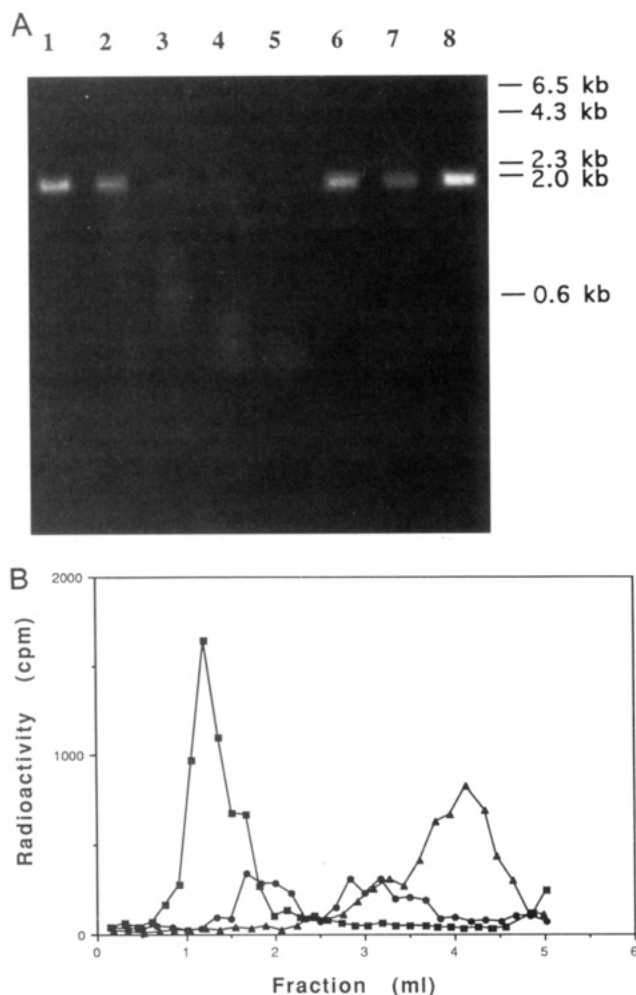 A
1 2 3 4 5 6 7 8
6.5 kb
4.3 kb
2.3 kb
2.0 kb
0.6 kb
B
2000
1000
0
Radioactivity (cpm)
0 1 2 3 4 5 6
Fraction (ml)